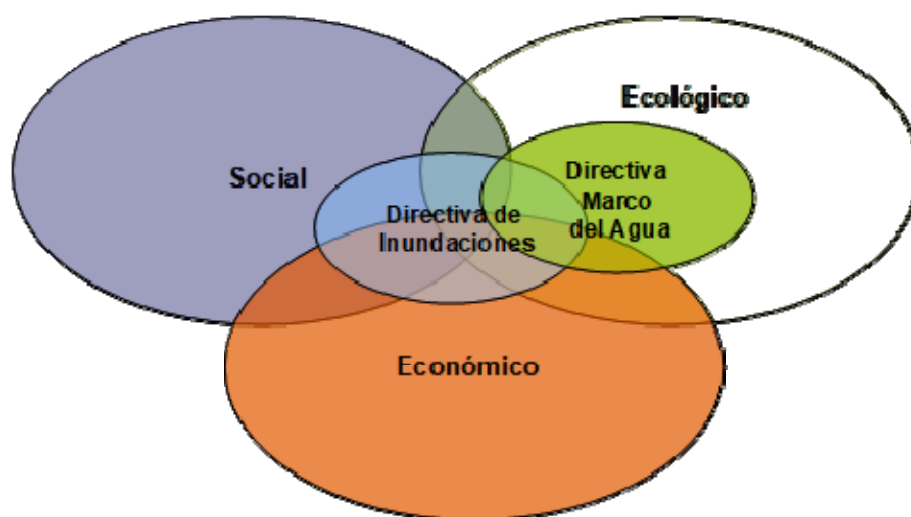 Ecológico
Social
Directiva
Marco
del Agua
Directiva de
Inundaciones
Económico